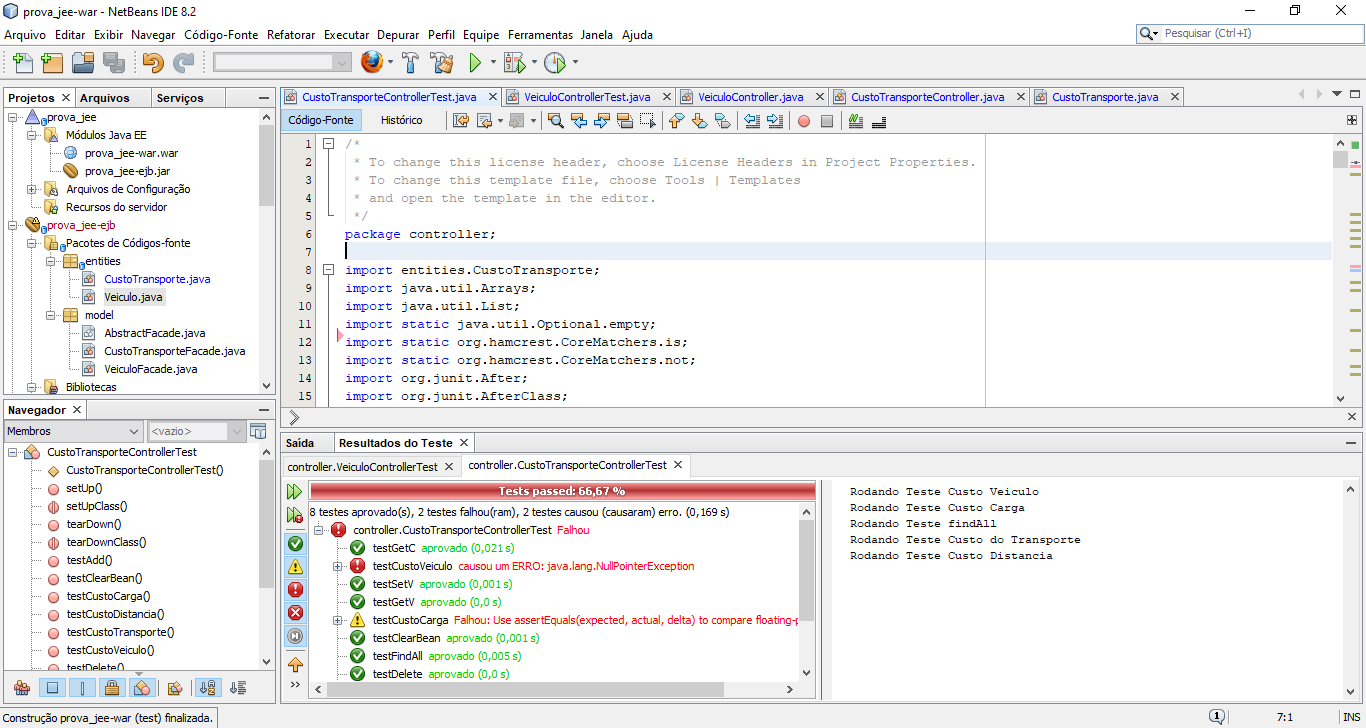 prova_jee-war - NetBeans IDE 8.2
Arquivo Editar Exibir Navegar Código-Fonte Refatorar Executar Depurar Perfil Equipe Ferramentas Janela Ajuda
Pesquisar (Ctrl+I)
Projetos Arquivos Serviços
prova_jee
Módulos Java EE
prova_jee-war.war
prova_jee-ejb.jar
Arquivos de Configuração
Recursos do servidor
prova_jee-ejb
Pacotes de Códigos-fonte
entities
CustoTransporte.java
Veiculo.java
model
AbstractFacade.java
CustoTransporteFacade.java
VeiculoFacade.java
Bibliotecas
Navegador
Membros <vazio>
CustoTransporteControllerTest
CustoTransporteControllerTest()
setUp()
setUpClass()
tearDown()
tearDownClass()
testAdd()
testClearBean()
testCustoCarga()
testCustoDistancia()
testCustoTransporte()
testCustoVeiculo()
testDelete()
CustoTransporteControllerTest.java VeiculoControllerTest.java VeiculoController.java CustoTransporteController.java CustoTransporte.java
Código-Fonte Histórico
1 /*
2 * To change this license header, choose License Headers in Project Properties.
3 * To change this template file, choose Tools | Templates
4 * and open the template in the editor.
5 */
6 package controller;
7
8 import entities.CustoTransporte;
9 import java.util.Arrays;
10 import java.util.List;
11 import static java.util.Optional.empty;
12 import static org.hamcrest.CoreMatchers.is;
13 import static org.hamcrest.CoreMatchers.not;
14 import org.junit.After;
15 import org.junit.AfterClass;
Saída Resultados do Teste
controller.VeiculoControllerTest controller.CustoTransporteControllerTest
Tests passed: 66,67 %
8 testes aprovado(s), 2 testes falhou(ram), 2 testes causou (causaram) erro. (0,169 s)
controller.CustoTransporteControllerTest Falhou
testGetC aprovado (0,021 s)
testCustoVeiculo causou um ERRO: java.lang.NullPointerException
testSetV aprovado (0,001 s)
testGetV aprovado (0,0 s)
testCustoCarga Falhou: Use assertEquals(expected, actual, delta) to compare floating-p
testClearBean aprovado (0,001 s)
testFindAll aprovado (0,005 s)
testDelete aprovado (0,0 s)
Rodando Teste Custo Veiculo
Rodando Teste Custo Carga
Rodando Teste findAll
Rodando Teste Custo do Transporte
Rodando Teste Custo Distancia
Construção prova_jee-war (test) finalizada.
1
7:1 INS